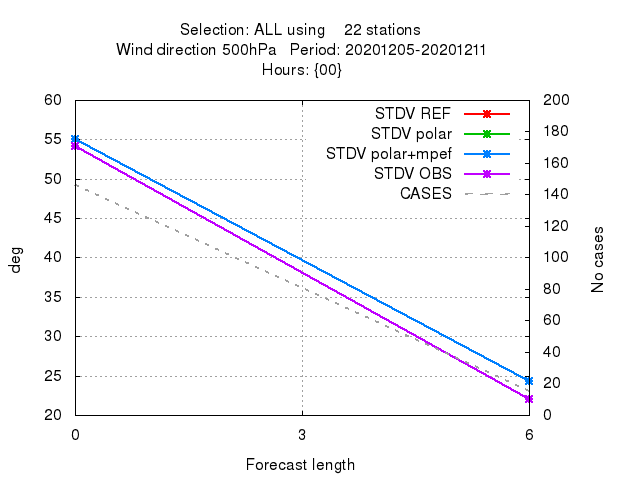 Selection: ALL using    22 stations
Wind direction 500hPa   Period: 20201205-20201211
Hours: {00}
60 200
STDV REF
180
STDV polar
55
160
STDV polar+mpef
50
STDV OBS
140
CASES
45
120
40 100
deg
No cases
80
35
60
30
40
25
20
20 0
0 3 6
Forecast length